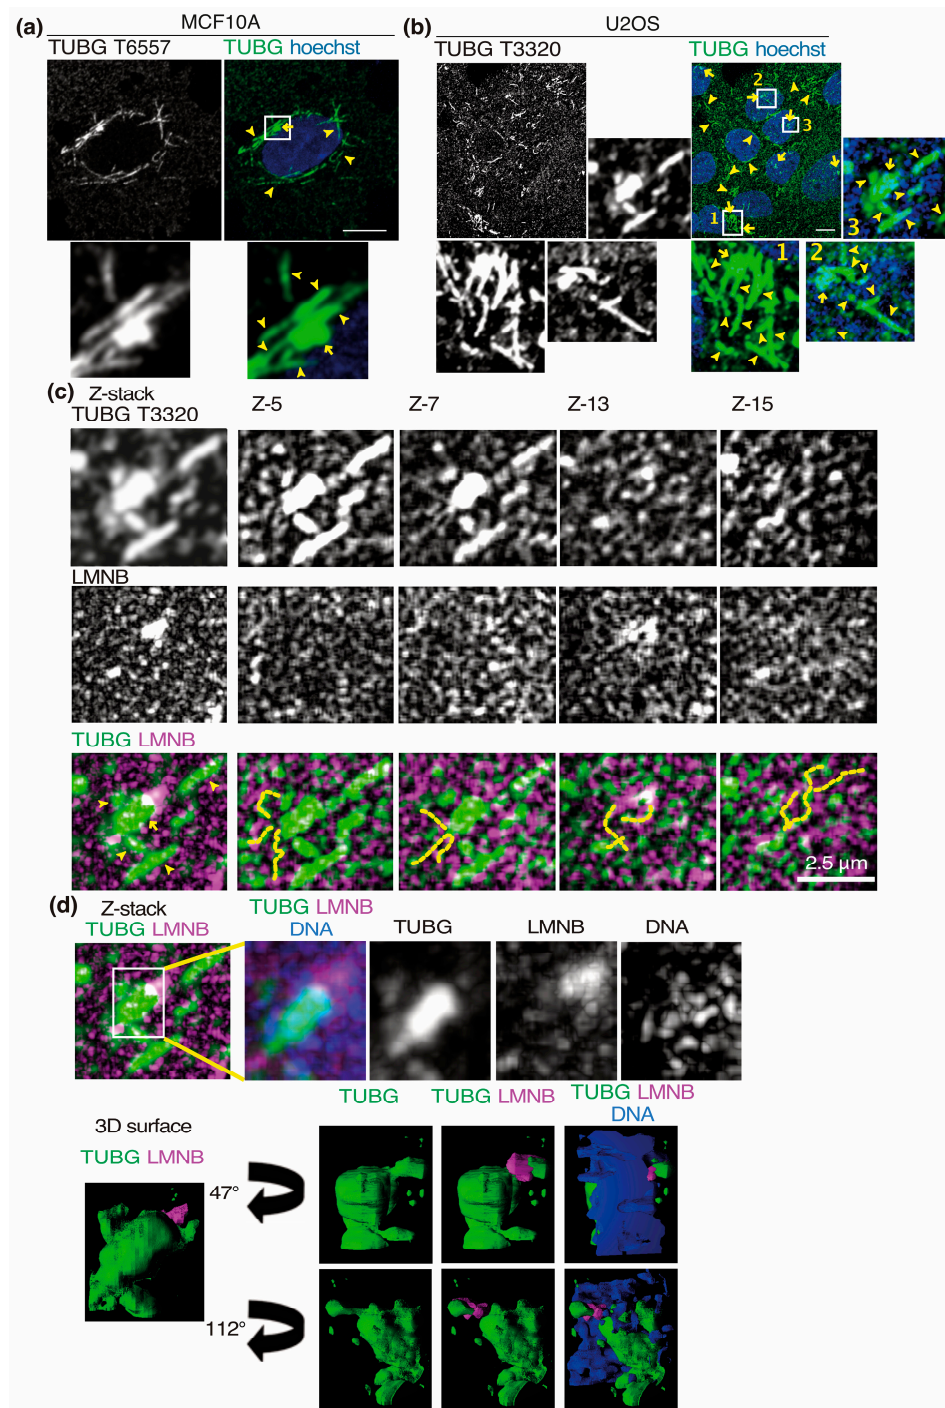 (a)
MCF10A
TUBG T6557
TUBG hoechst
(b)
U2OS
TUBG T3320
TUBG hoechst
2
3
1
3
1
2
(c)
Z-stack
TUBG T3320
Z-5
Z-7
Z-13
Z-15
LMNB
TUBG LMNB
2.5 µm
(d)
Z-stack
TUBG LMNB
TUBG LMNB
DNA
TUBG
LMNB
DNA
3D surface
TUBG LMNB
47°
TUBG
TUBG LMNB
TUBG LMNB
DNA
112°